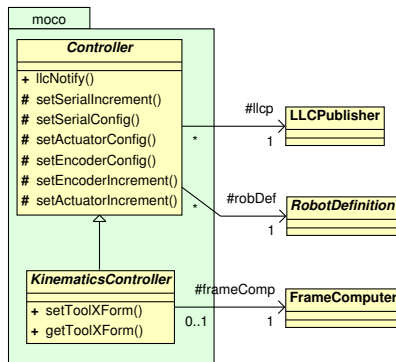 moco
Controller
+ llcNotify()
# setSerialIncrement()
# setSerialConfig()
# setActuatorConfig()
# setEncoderConfig()
# setEncoderIncrement()
# setActuatorIncrement()
#llcp
* 1
LLCPublisher
#robDef
* 1
RobotDefinition
KinematicsController
+ setToolXForm()
+ getToolXForm()
#frameComp
0..1 1
FrameComputer